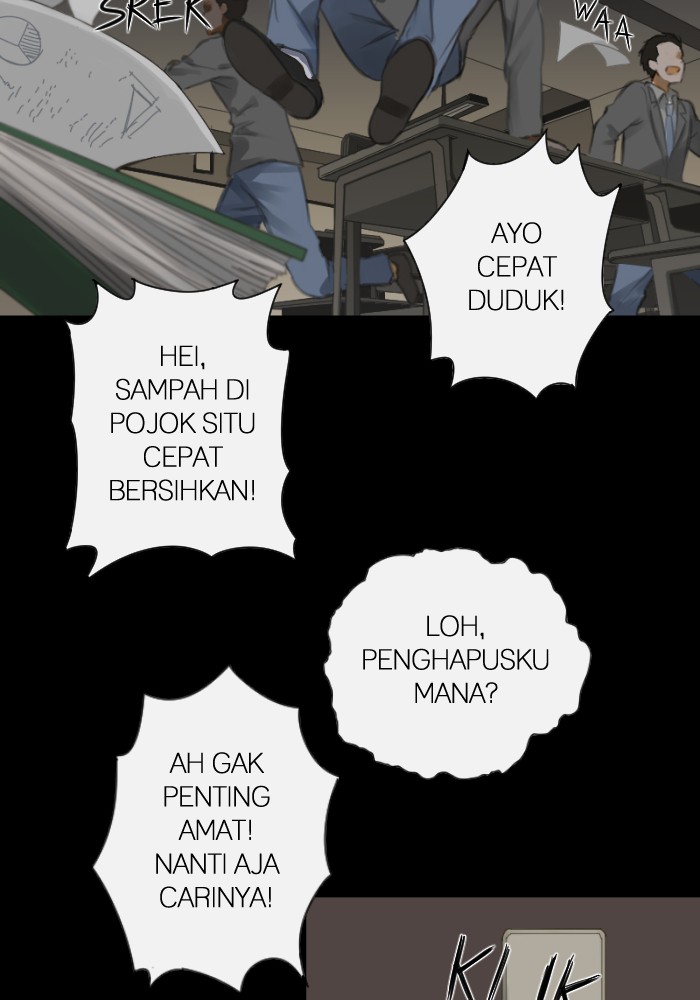 SREK
WAA
AYO
CEPAT
DUDUK!
HEI,
SAMPAH DI
POJOK SITU
CEPAT
BERSIHKAN!
LOH,
PENGHAPUSKU
MANA?
AH GAK
PENTING
AMAT!
NANTI AJA
CARINYA!